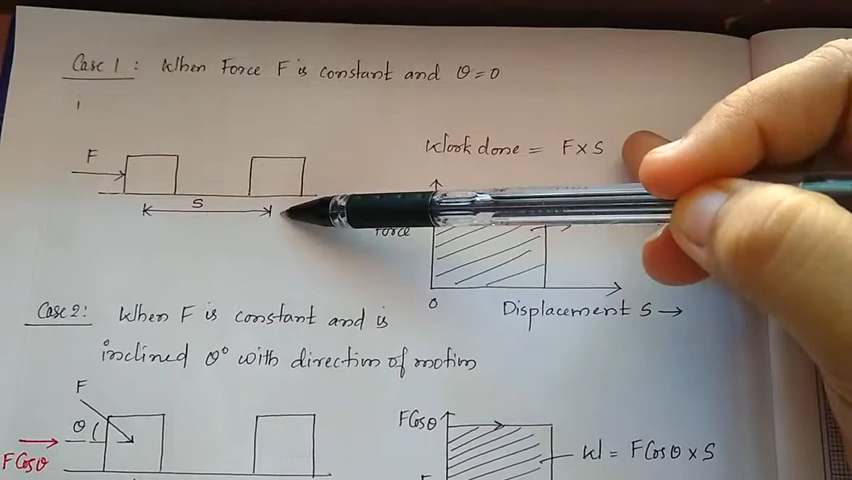 Case 1 : When Force F is constant and θ=0
F
Work done = F×S
S
Force
0
Displacement S →
Case 2: When F is constant and is
inclined θ° with direction of motion
F
θ
FCosθ
FCosθ
W = FCosθ × S